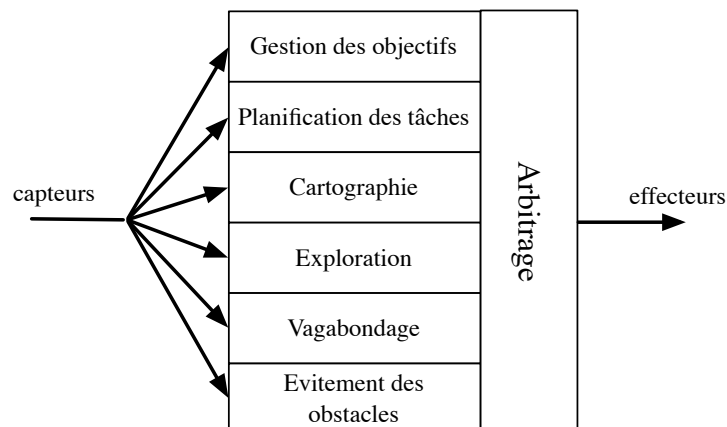 Gestion des objectifs
Planification des tâches
Cartographie
capteurs
Arbitrage
effecteurs
Exploration
Vagabondage
Evitement des
obstacles